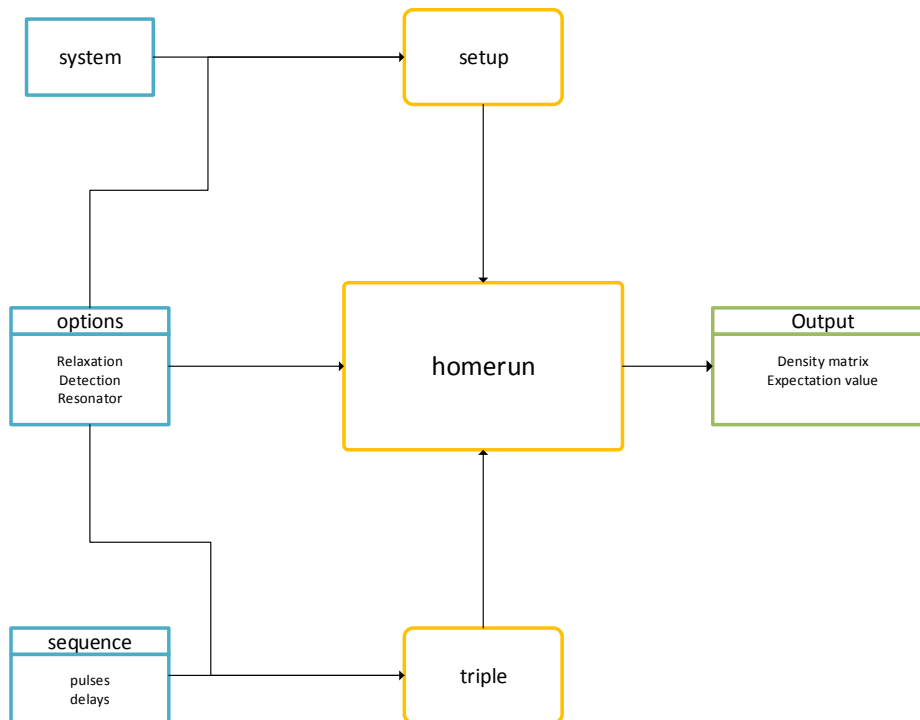 system
setup
options
Relaxation
Detection
Resonator
homerun
Output
Density matrix
Expectation value
sequence
pulses
delays
triple